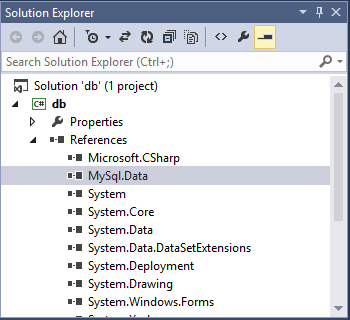 Solution Explorer
Search Solution Explorer (Ctrl+;)
Solution 'db' (1 project)
C# db
Properties
References
Microsoft.CSharp
MySql.Data
System
System.Core
System.Data
System.Data.DataSetExtensions
System.Deployment
System.Drawing
System.Windows.Forms